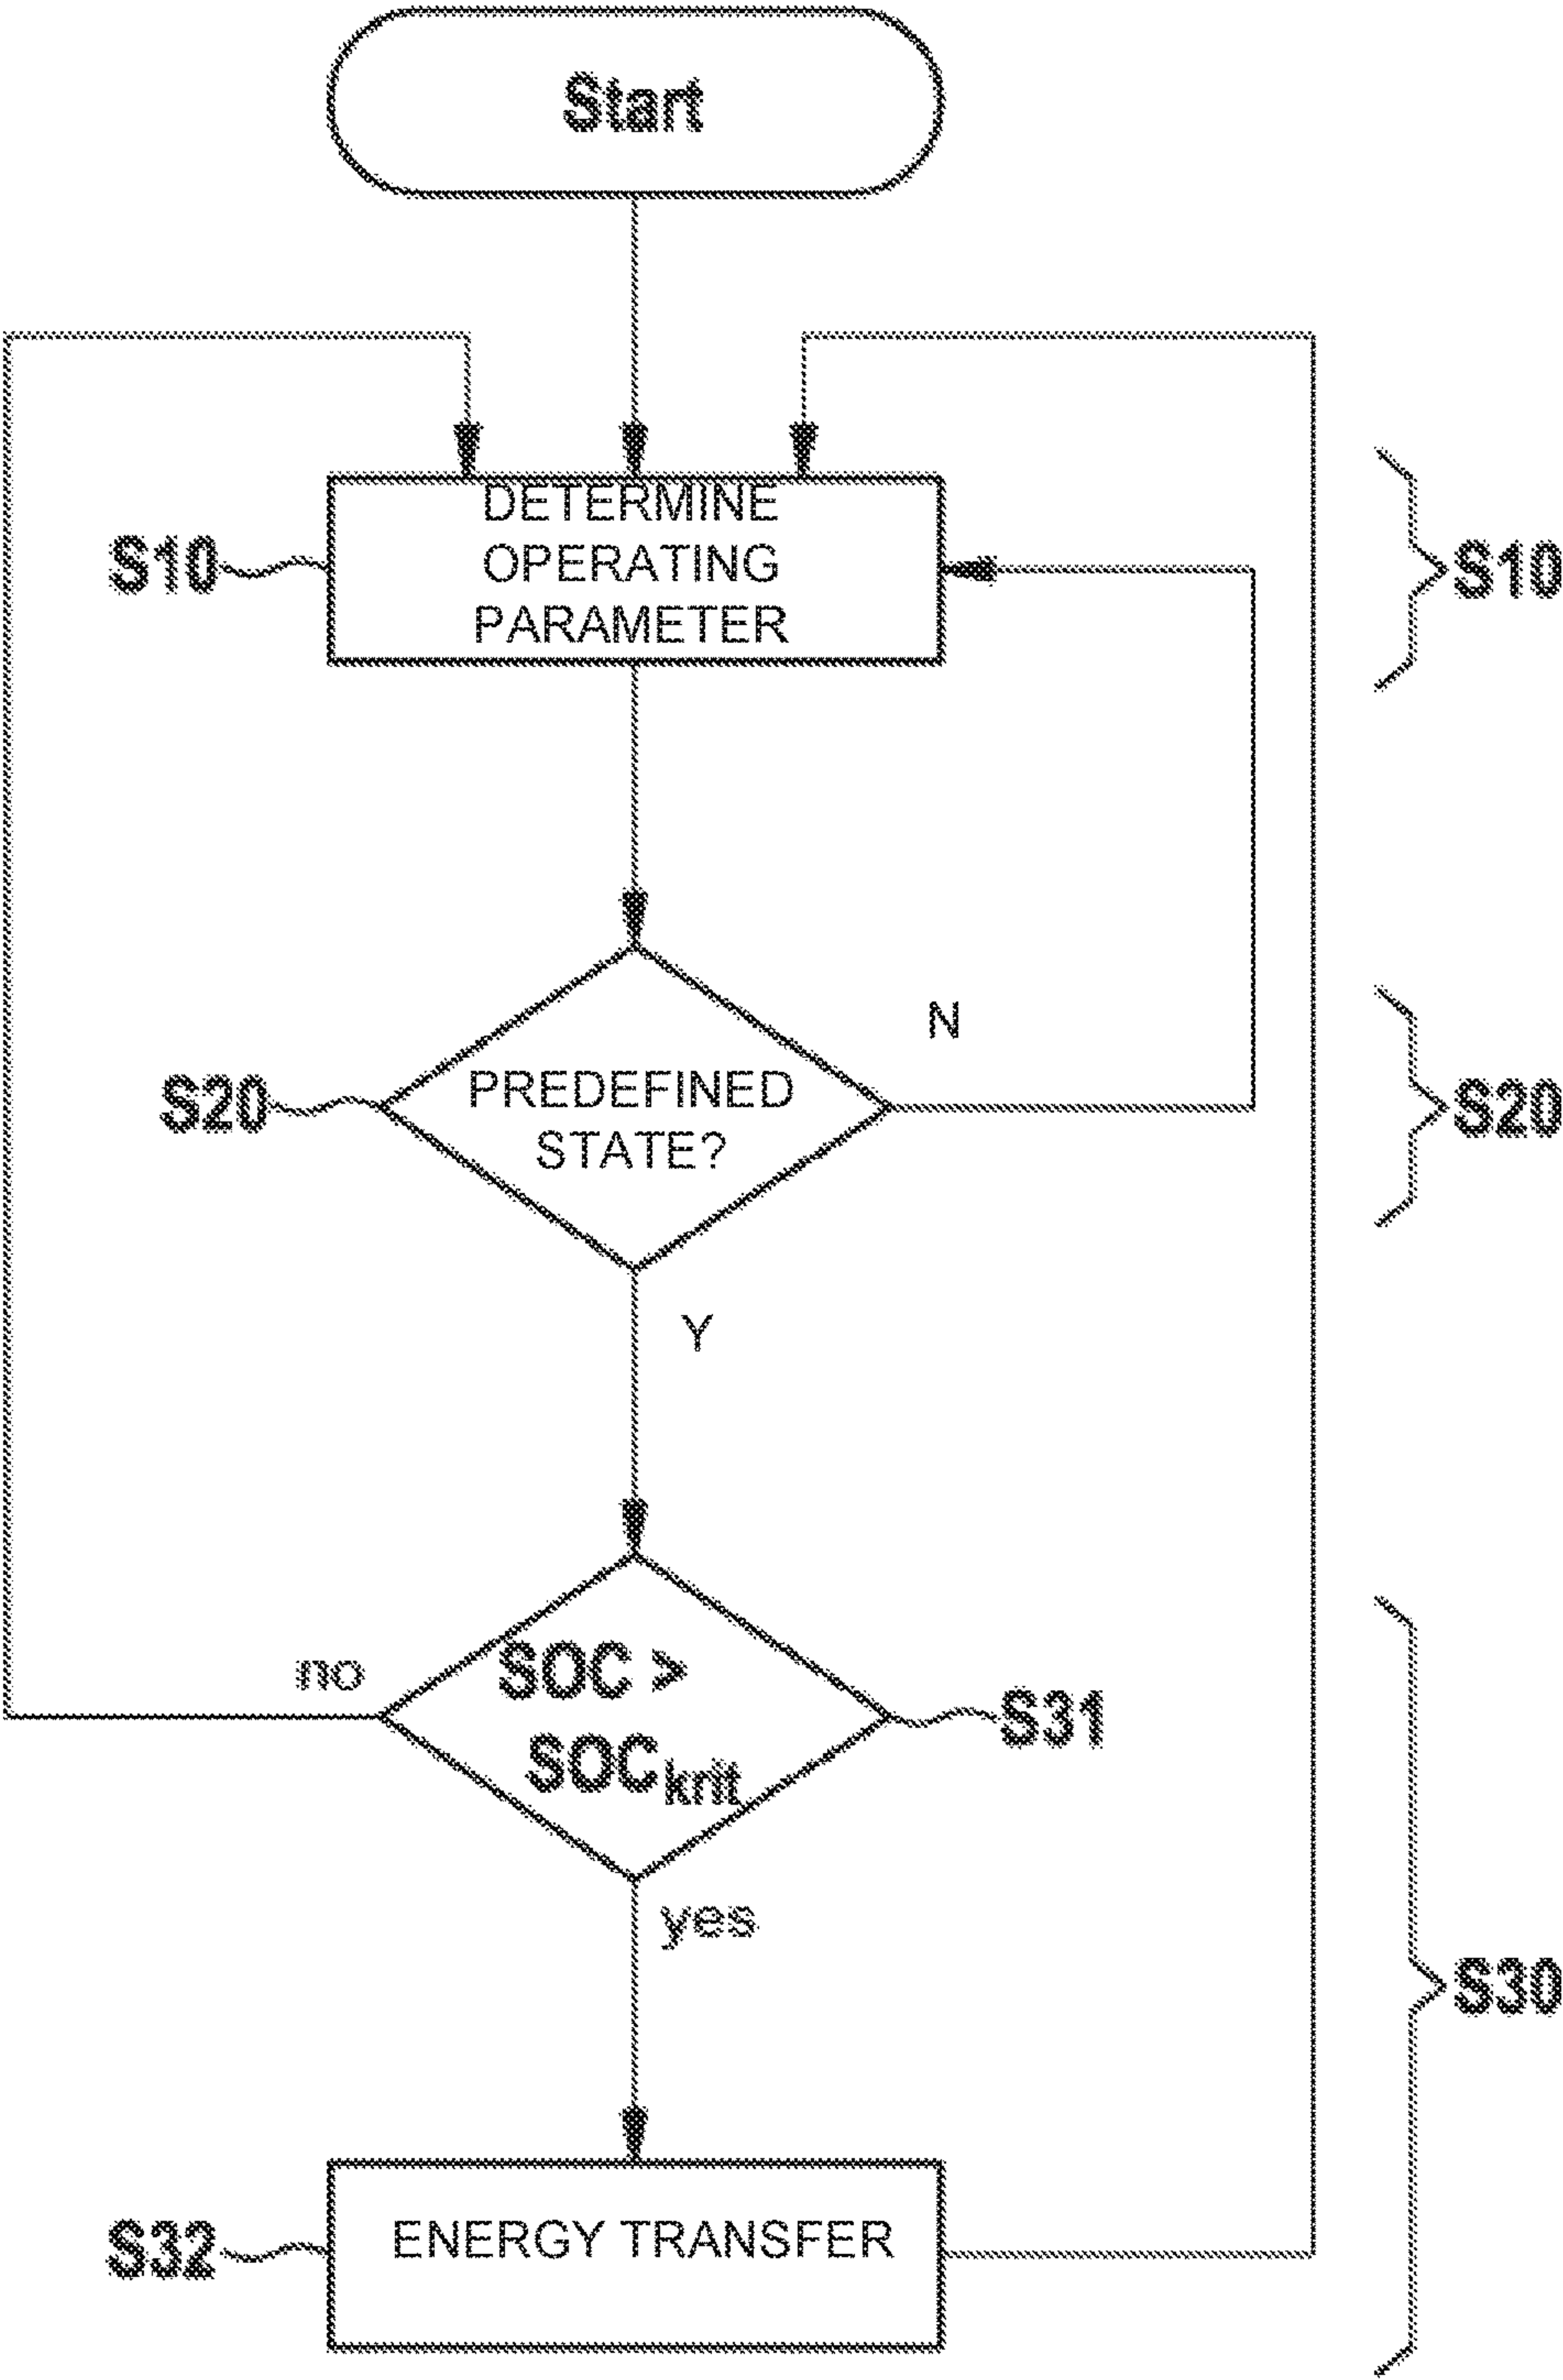 Start
DETERMINE
OPERATING
PARAMETER
S10
S10
PREDEFINED
STATE?
N
S20
S20
Y
SOC >
SOCkrit
no
S31
yes
S30
ENERGY TRANSFER
S32